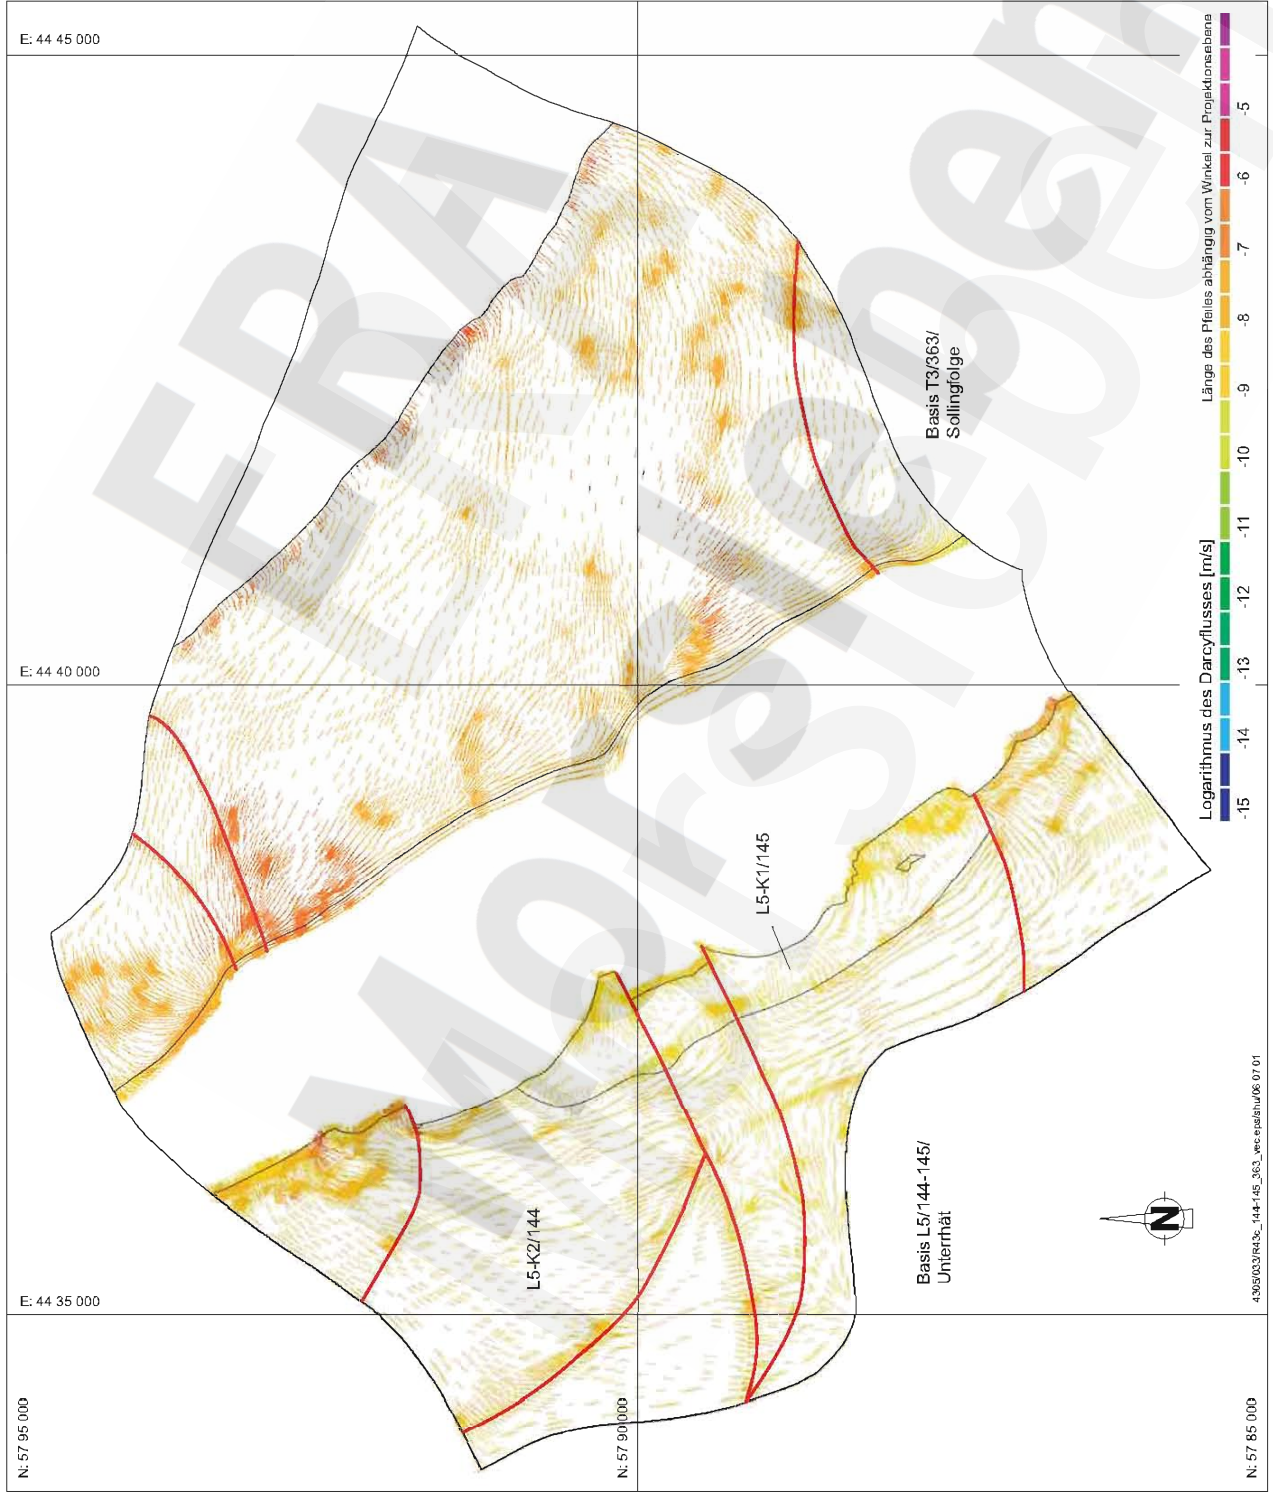 E: 44 45 000
E: 44 40 000
E: 44 35 000
N: 57 95 000
N: 57 90 000
N: 57 85 000
ERA
Morsleben
Basis T3/363/
Sollingfolge
L5-K1/145
L5-K2/144
Basis L5/144-145/
Unterrhät
Länge des Pfeiles abhängig vom Winkel zur Projektionsebene
Logarithmus des Darcyflusses [m/s]
-15 -14 -13 -12 -11 -10 -9 -8 -7 -6 -5
N
4305/033/R43c_144-145_363_vec.eps/shu/06 07 01